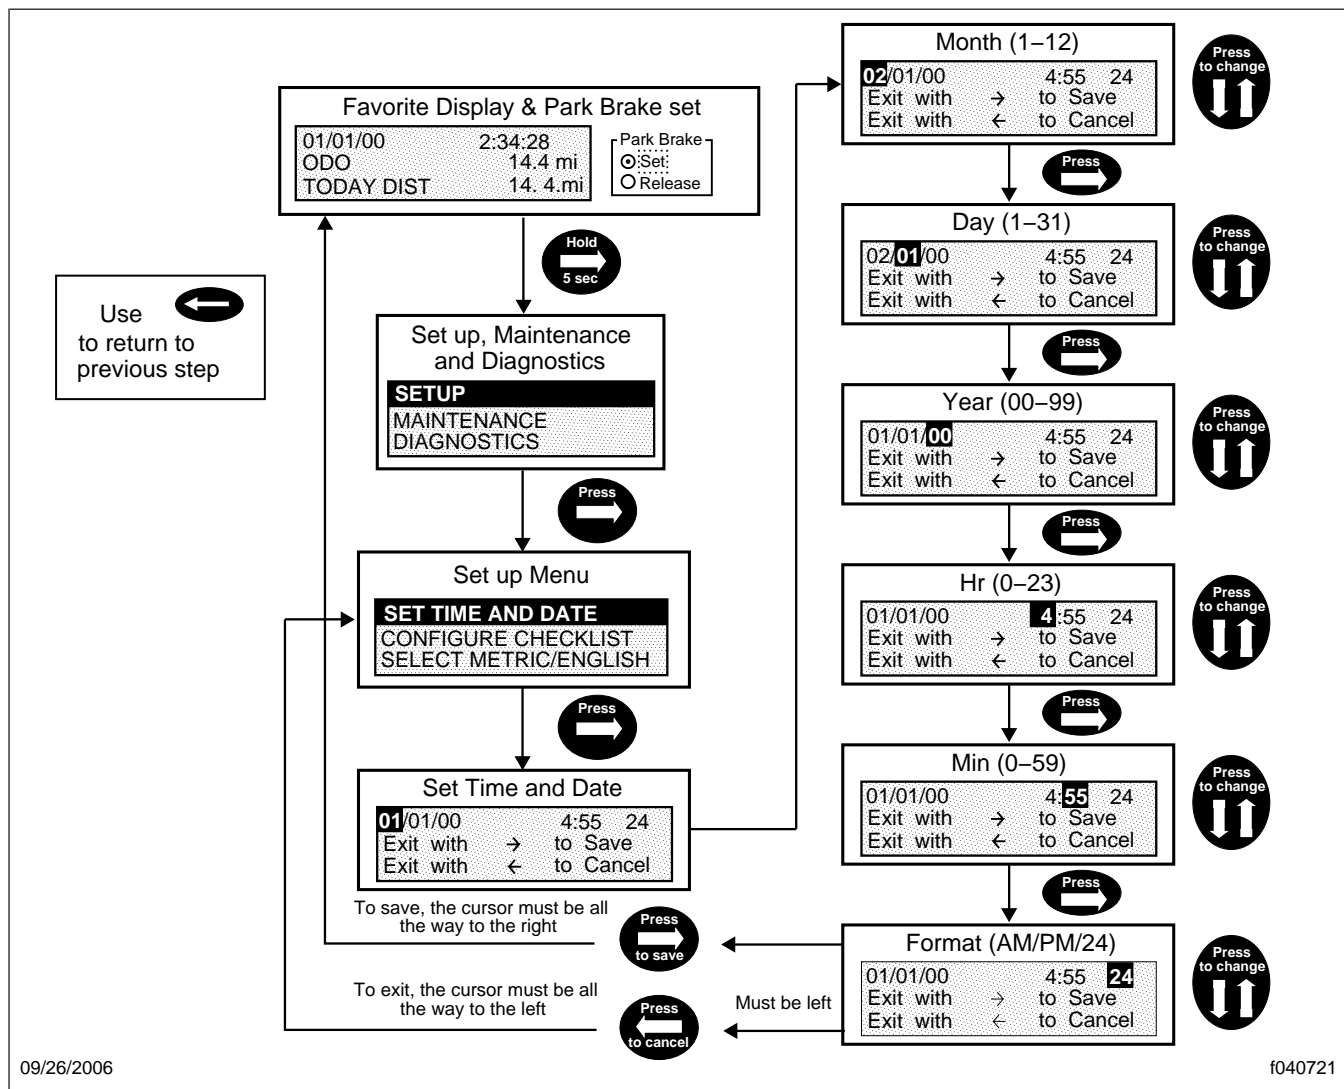 Favorite Display & Park Brake set
01/01/00 2:34:28
ODO 14.4 mi
TODAY DIST 14. 4.mi
Park Brake
Set
Release
Hold
5 sec
Use
to return to
previous step
Set up, Maintenance
and Diagnostics
SETUP
MAINTENANCE
DIAGNOSTICS
Press
Set up Menu
SET TIME AND DATE
CONFIGURE CHECKLIST
SELECT METRIC/ENGLISH
Press
Set Time and Date
01/01/00 4:55 24
Exit with → to Save
Exit with ← to Cancel
Month (1–12)
02/01/00 4:55 24
Exit with → to Save
Exit with ← to Cancel
Press
to change
Press
Day (1–31)
02/01/00 4:55 24
Exit with → to Save
Exit with ← to Cancel
Press
to change
Press
Year (00–99)
01/01/00 4:55 24
Exit with → to Save
Exit with ← to Cancel
Press
to change
Press
Hr (0–23)
01/01/00 4:55 24
Exit with → to Save
Exit with ← to Cancel
Press
to change
Press
Min (0–59)
01/01/00 4:55 24
Exit with → to Save
Exit with ← to Cancel
Press
to change
Press
Format (AM/PM/24)
01/01/00 4:55 24
Exit with → to Save
Exit with ← to Cancel
Press
to change
To save, the cursor must be all
the way to the right
Press
to save
To exit, the cursor must be all
the way to the left
Press
to cancel
Must be left
09/26/2006
f040721